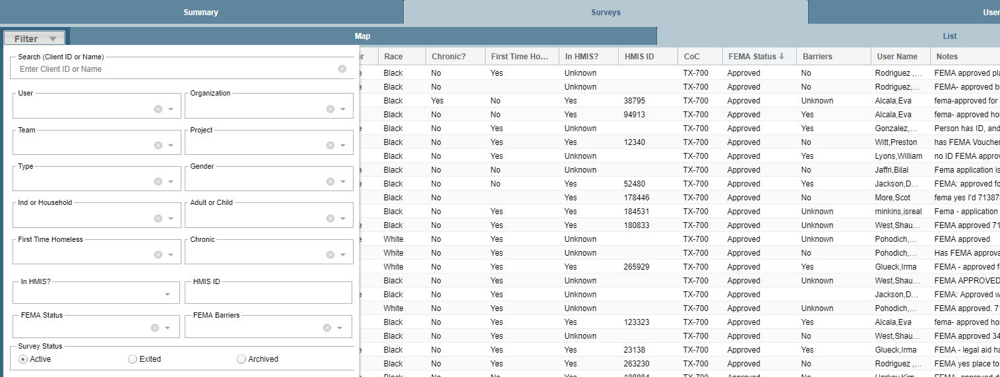 Summary Surveys User
Filter Map List
Search (Client ID or Name)
Enter Client ID or Name
User Organization
Team Project
Type Gender
Ind or Household Adult or Child
First Time Homeless Chronic
In HMIS? HMIS ID
FEMA Status FEMA Barriers
Survey Status
Active Exited Archived
er Race Chronic? First Time Ho... In HMIS? HMIS ID CoC FEMA Status Barriers User Name Notes
e Black No Yes Unknown TX-700 Approved No Rodriguez ,... FEMA approved pla
e Black No Unknown TX-700 Approved No Rodriguez,... FEMA- approved bu
Black Yes No Yes 38795 TX-700 Approved Unknown Alcala,Eva fema-approved for
Black No No Yes 94913 TX-700 Approved Yes Alcala,Eva fema- approved hou
e Black No Yes Unknown TX-700 Approved Yes Gonzalez,... Person has ID, and
Black No Yes Yes 12340 TX-700 Approved No Witt,Preston has FEMA Voucher
Black No Yes Unknown TX-700 Approved Yes Lyons,William no ID FEMA approv
e Black No No Unknown TX-700 Approved No Jaffri,Bilal Fema application is
e Black No No Yes 52480 TX-700 Approved Yes Jackson,D... FEMA: approved fo
Black No Yes 178446 TX-700 Approved No More,Scot fema yes I'd 71387
e Black No Yes Yes 184531 TX-700 Approved Unknown minkins,isreal Fema - application
e Black No Yes Yes 180833 TX-700 Approved Unknown West,Shau... FEMA approved 71
e White No Yes Unknown TX-700 Approved Unknown Pohodich,... FEMA approved
White No Yes Unknown TX-700 Approved No Pohodich,... Has FEMA approva
White No Yes Yes 265929 TX-700 Approved Yes Glueck,Irma FEMA - approved fo
Black No Yes Unknown TX-700 Approved Unknown West,Shau... FEMA APPROVED
e Black No Yes Unknown TX-700 Approved Jackson,D... FEMA: Approved w
White No Yes Unknown TX-700 Approved Unknown Pohodich,... FEMA approved. 71
Black No Yes Yes 123323 TX-700 Approved Yes Alcala,Eva fema- approved hou
Black No Yes Unknown TX-700 Approved No West,Shau... FEMA approved 34
e Black No Yes Yes 23138 TX-700 Approved Yes Glueck,Irma FEMA - legal aid ha
Black No Yes Yes 263230 TX-700 Approved No Rodriguez ,... FEMA yes place to
Black No No Yes 188884 TX-700 Approved No Harkey,Kim